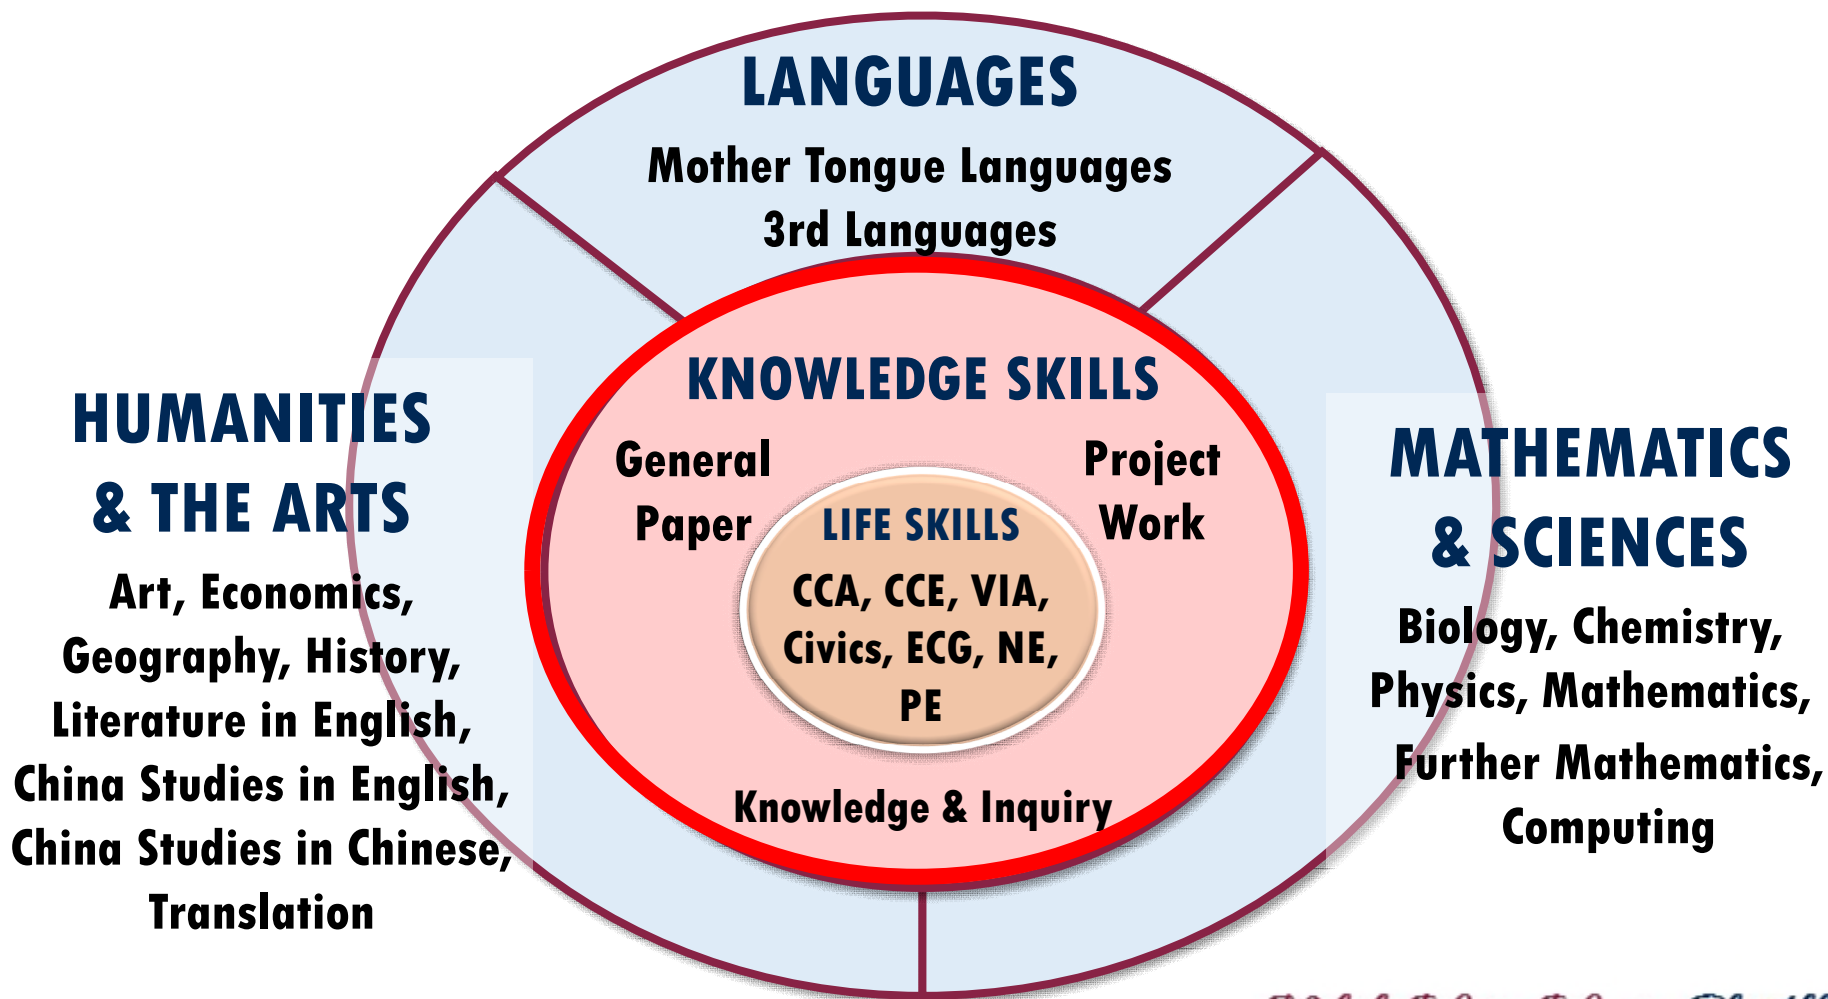 LANGUAGES
Mother Tongue Languages
3rd Languages
KNOWLEDGE SKILLS
General
Paper
Project
Work
LIFE SKILLS
CCA, CCE, VIA,
Civics, ECG, NE,
PE
Knowledge & Inquiry
HUMANITIES
& THE ARTS
Art, Economics,
Geography, History,
Literature in English,
China Studies in English,
China Studies in Chinese,
Translation
MATHEMATICS
& SCIENCES
Biology, Chemistry,
Physics, Mathematics,
Further Mathematics,
Computing